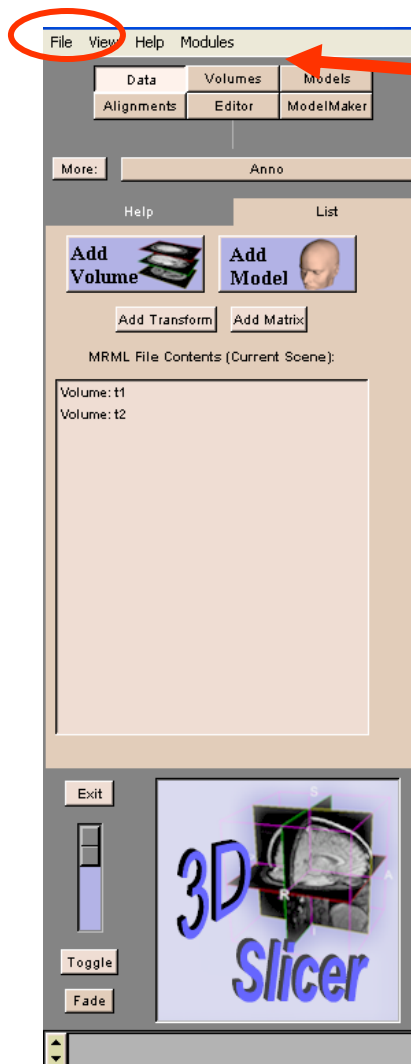 File View Help Modules
Data Volumes Models
Alignments Editor ModelMaker
More: Anno
Help List
Add Volume Add Model
Add Transform Add Matrix
MRML File Contents (Current Scene):
Volume: t1
Volume: t2
Exit
S
A
R
I
3D
Slicer
Toggle
Fade